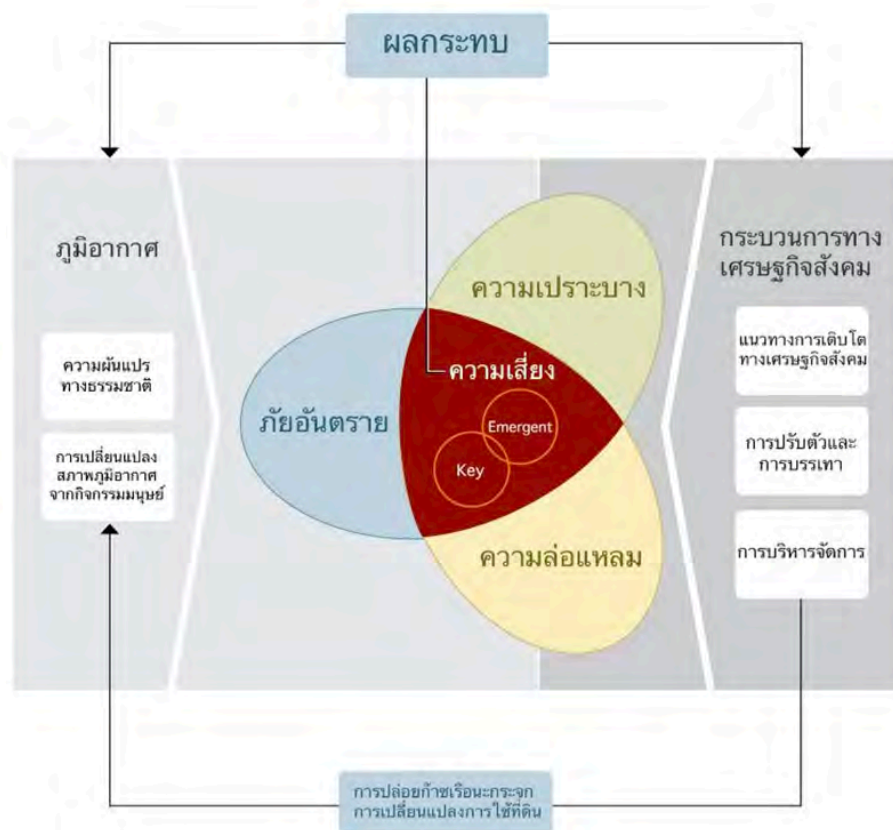 ผลกระทบ
ภูมิอากาศ
ความผันแปร
ทางธรรมชาติ
การเปลี่ยนแปลง
สภาพภูมิอากาศ
จากกิจกรรมมนุษย์
ภัยอันตราย
ความเปราะบาง
ความเสี่ยง
Emergent
Key
ความล่อแหลม
กระบวนการทาง
เศรษฐกิจสังคม
แนวทางการเติบโต
ทางเศรษฐกิจสังคม
การปรับตัวและ
การบรรเทา
การบริหารจัดการ
การปล่อยก๊าซเรือนะกระจก
การเปลี่ยนแปลงการใช้ที่ดิน